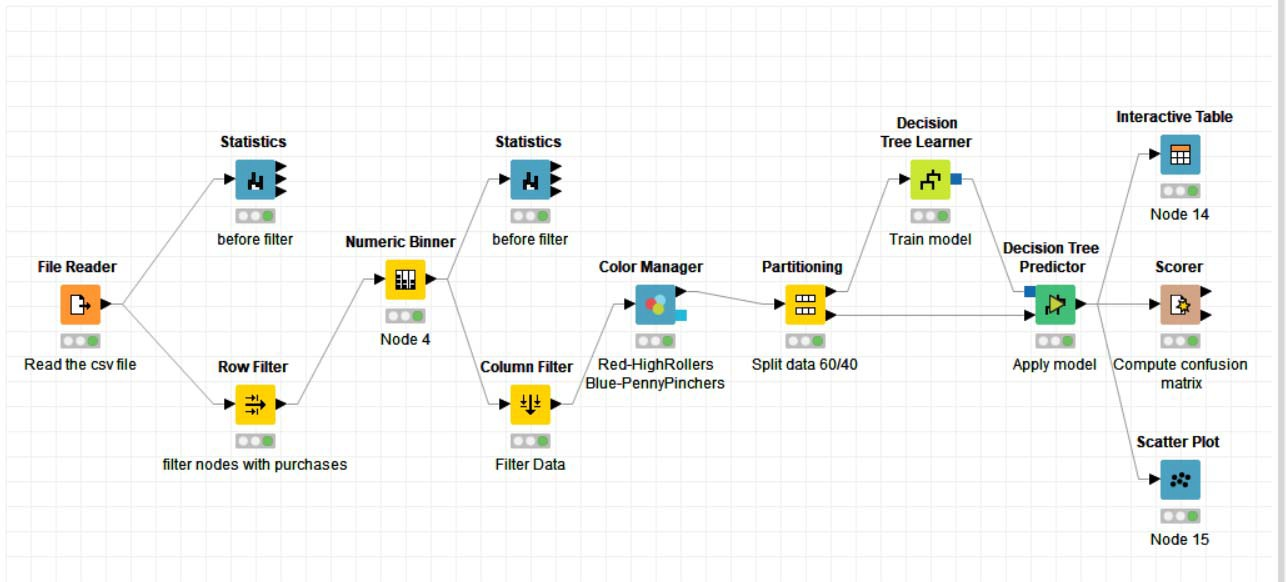 Statistics
before filter
Statistics
before filter
Decision
Tree Learner
Train model
Interactive Table
Node 14
File Reader
Read the csv file
Numeric Binner
Node 4
Color Manager
Red-HighRollers
Blue-PennyPinchers
Partitioning
Split data 60/40
Decision Tree
Predictor
Apply model
Scorer
Compute confusion
matrix
Row Filter
filter nodes with purchases
Column Filter
Filter Data
Scatter Plot
Node 15